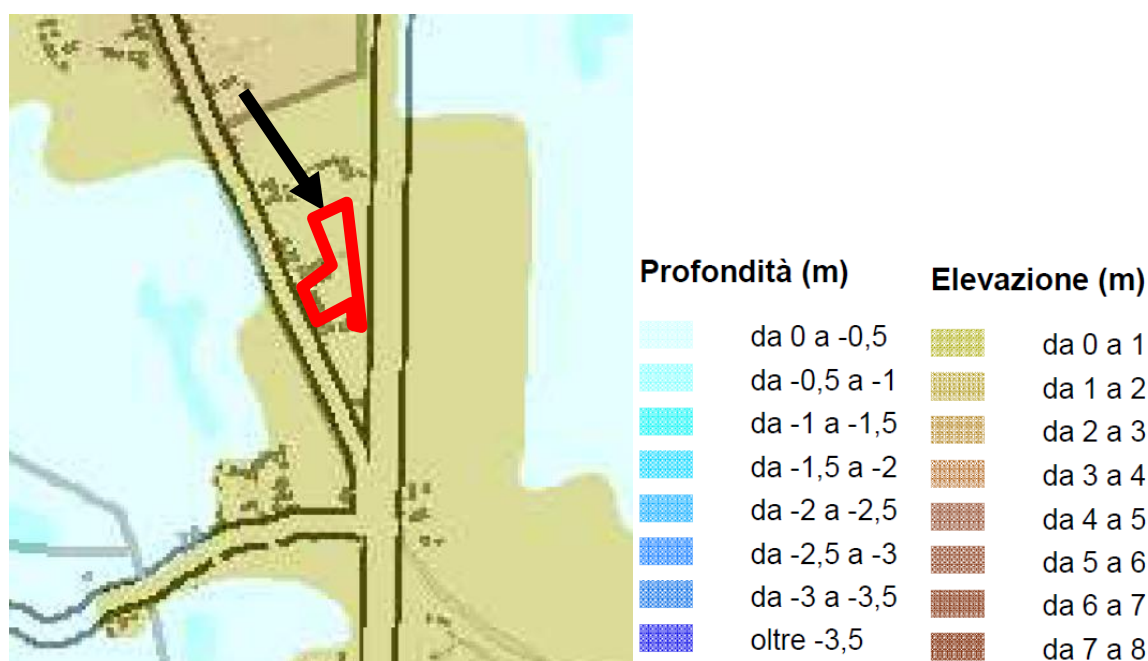 Profondità (m)
da 0 a -0,5
da -0,5 a -1
da -1 a -1,5
da -1,5 a -2
da -2 a -2,5
da -2,5 a -3
da -3 a -3,5
oltre -3,5
Elevazione (m)
da 0 a 1
da 1 a 2
da 2 a 3
da 3 a 4
da 4 a 5
da 5 a 6
da 6 a 7
da 7 a 8